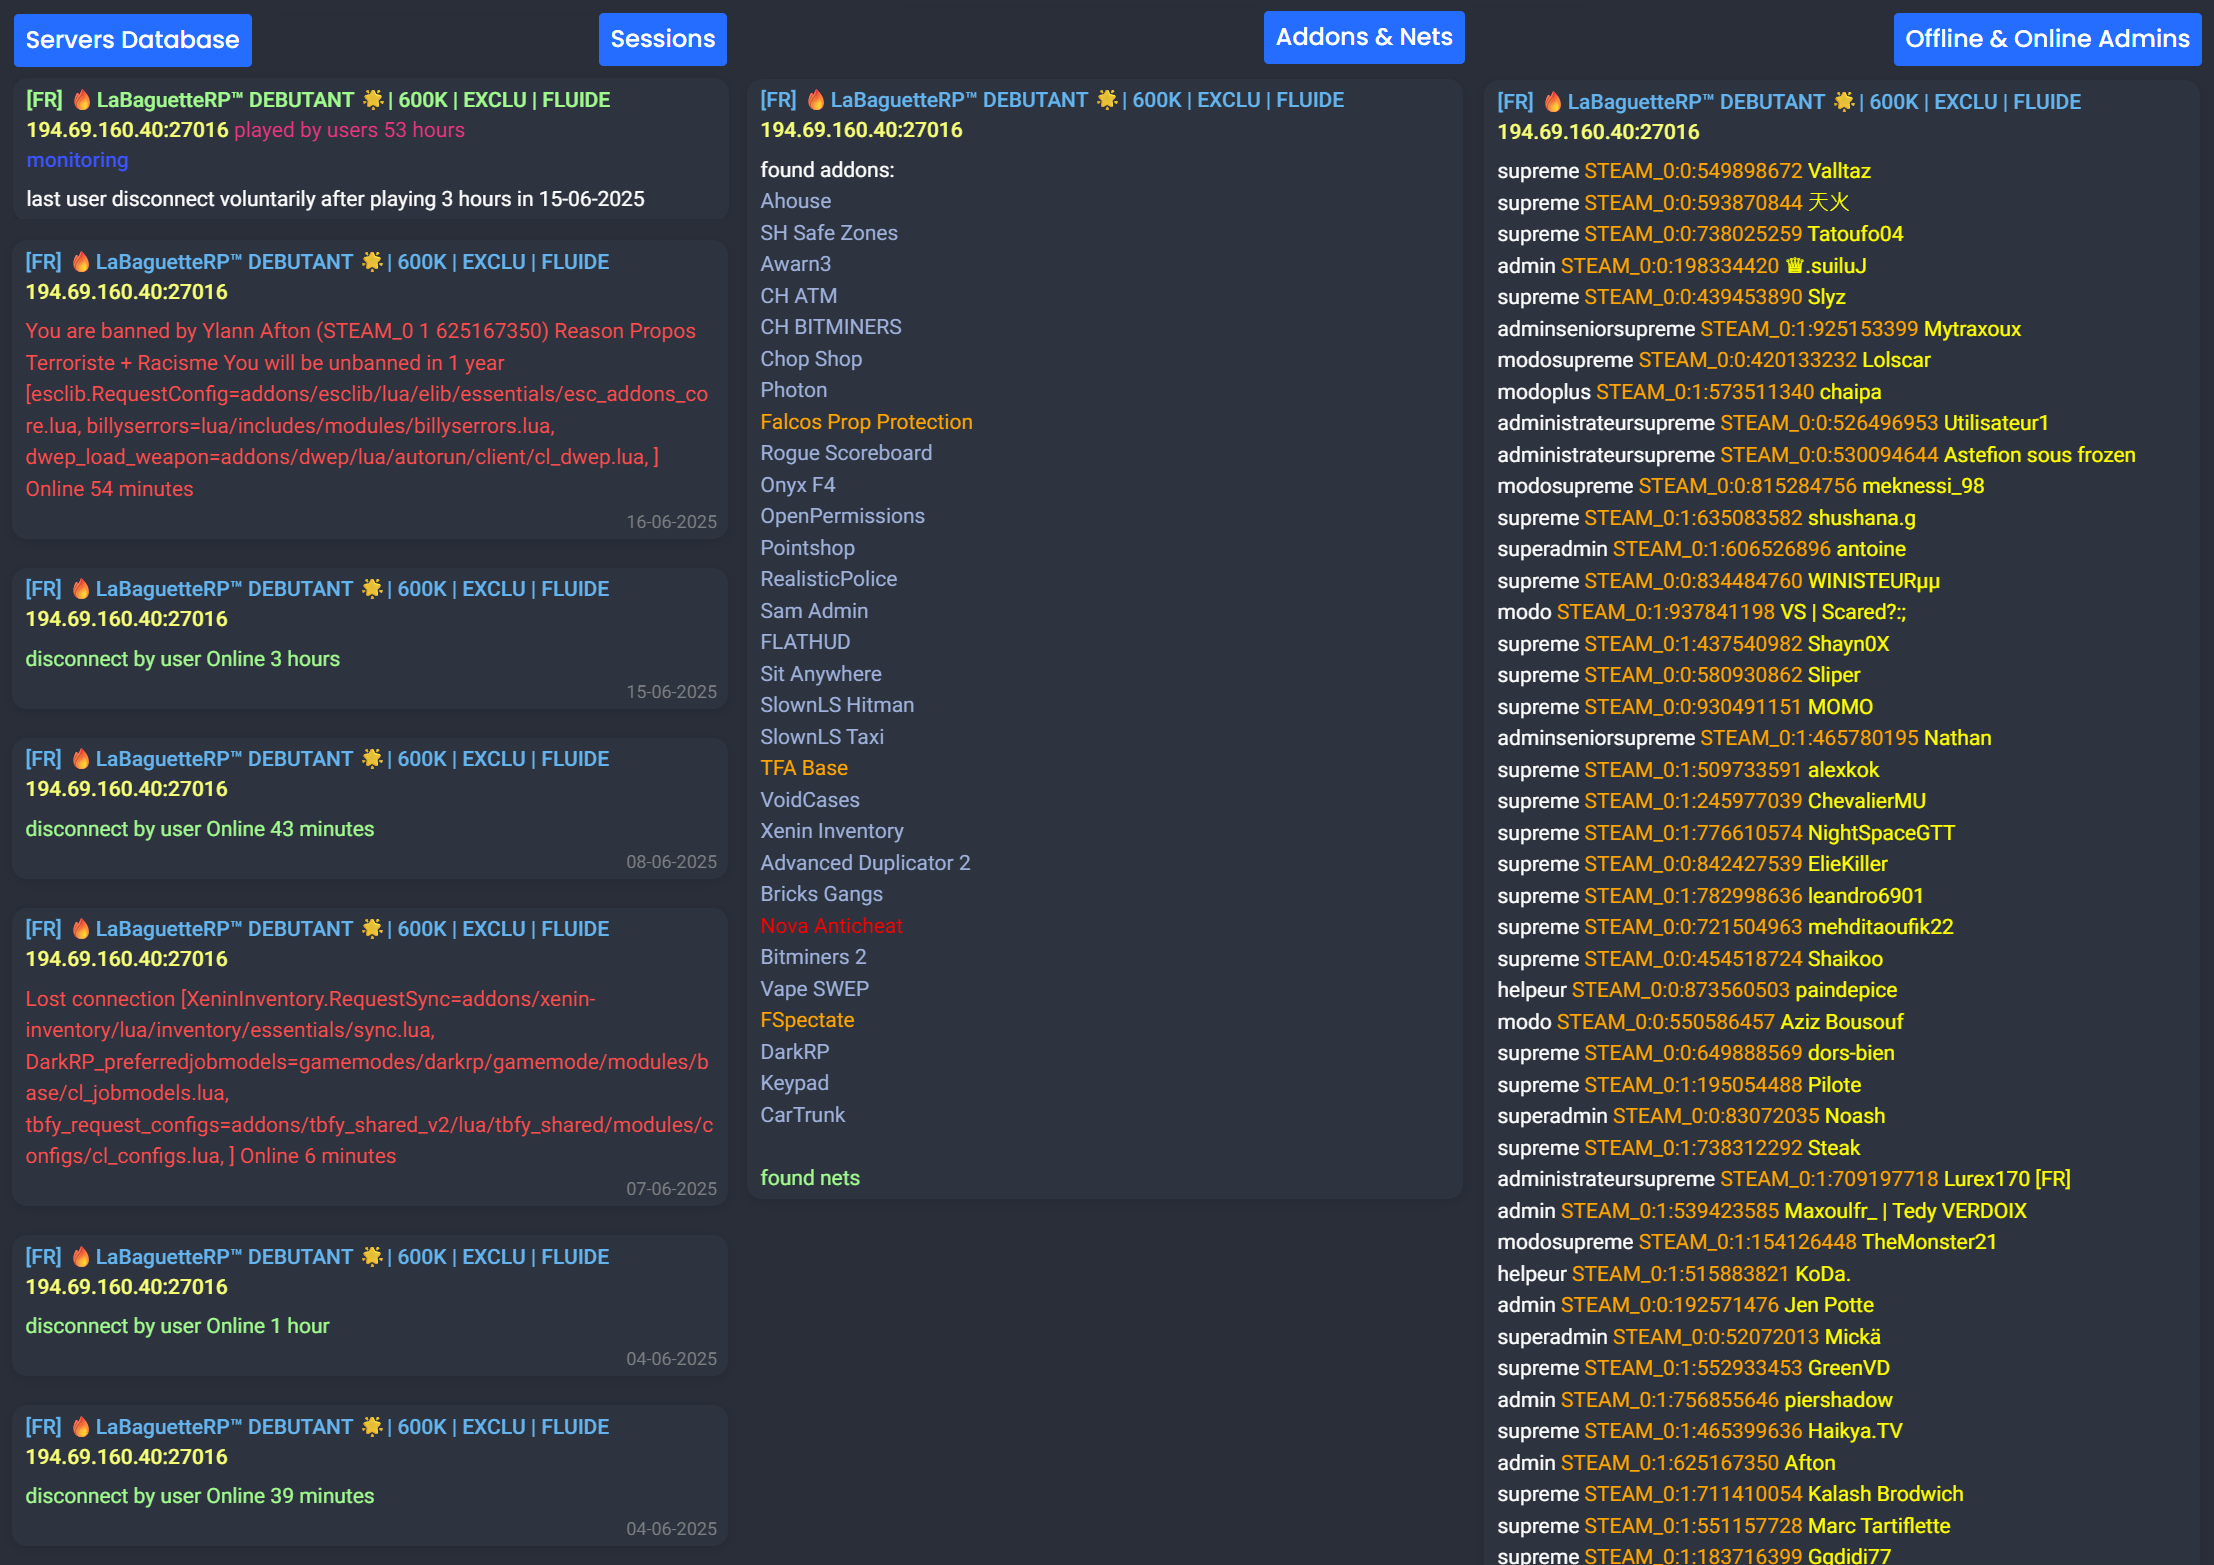 Servers Database
Sessions
[FR] 🔥 LaBaguetteRP™ DEBUTANT 🌟 | 600K | EXCLU | FLUIDE
194.69.160.40:27016 played by users 53 hours
monitoring
last user disconnect voluntarily after playing 3 hours in 15-06-2025
[FR] 🔥 LaBaguetteRP™ DEBUTANT 🌟 | 600K | EXCLU | FLUIDE
194.69.160.40:27016
You are banned by Ylann Afton (STEAM_0 1 625167350) Reason Propos
Terroriste + Racisme You will be unbanned in 1 year
[esclib.RequestConfig=addons/esclib/lua/elib/essentials/esc_addons_co
re.lua, billyserrors=lua/includes/modules/billyserrors.lua,
dwep_load_weapon=addons/dwep/lua/autorun/client/cl_dwep.lua, ]
Online 54 minutes
16-06-2025
[FR] 🔥 LaBaguetteRP™ DEBUTANT 🌟 | 600K | EXCLU | FLUIDE
194.69.160.40:27016
disconnect by user Online 3 hours
15-06-2025
[FR] 🔥 LaBaguetteRP™ DEBUTANT 🌟 | 600K | EXCLU | FLUIDE
194.69.160.40:27016
disconnect by user Online 43 minutes
08-06-2025
[FR] 🔥 LaBaguetteRP™ DEBUTANT 🌟 | 600K | EXCLU | FLUIDE
194.69.160.40:27016
Lost connection [XeninInventory.RequestSync=addons/xenin-
inventory/lua/inventory/essentials/sync.lua,
DarkRP_preferredjobmodels=gamemodes/darkrp/gamemode/modules/b
ase/cl_jobmodels.lua,
tbfy_request_configs=addons/tbfy_shared_v2/lua/tbfy_shared/modules/c
onfigs/cl_configs.lua, ] Online 6 minutes
07-06-2025
[FR] 🔥 LaBaguetteRP™ DEBUTANT 🌟 | 600K | EXCLU | FLUIDE
194.69.160.40:27016
disconnect by user Online 1 hour
04-06-2025
[FR] 🔥 LaBaguetteRP™ DEBUTANT 🌟 | 600K | EXCLU | FLUIDE
194.69.160.40:27016
disconnect by user Online 39 minutes
04-06-2025
Addons & Nets
[FR] 🔥 LaBaguetteRP™ DEBUTANT 🌟 | 600K | EXCLU | FLUIDE
194.69.160.40:27016
found addons:
Ahouse
SH Safe Zones
Awarn3
CH ATM
CH BITMINERS
Chop Shop
Photon
Falcos Prop Protection
Rogue Scoreboard
Onyx F4
OpenPermissions
Pointshop
RealisticPolice
Sam Admin
FLATHUD
Sit Anywhere
SlownLS Hitman
SlownLS Taxi
TFA Base
VoidCases
Xenin Inventory
Advanced Duplicator 2
Bricks Gangs
Nova Anticheat
Bitminers 2
Vape SWEP
FSpectate
DarkRP
Keypad
CarTrunk
found nets
Offline & Online Admins
[FR] 🔥 LaBaguetteRP™ DEBUTANT 🌟 | 600K | EXCLU | FLUIDE
194.69.160.40:27016
supreme STEAM_0:0:549898672 Valltaz
supreme STEAM_0:0:593870844 天火
supreme STEAM_0:0:738025259 Tatoufo04
admin STEAM_0:0:198334420 ♛.suiluJ
supreme STEAM_0:0:439453890 Slyz
adminseniorsupreme STEAM_0:1:925153399 Mytraxoux
modosupreme STEAM_0:0:420133232 Lolscar
modoplus STEAM_0:1:573511340 chaipa
administrateursupreme STEAM_0:0:526496953 Utilisateur1
administrateursupreme STEAM_0:0:530094644 Astefion sous frozen
modosupreme STEAM_0:0:815284756 meknessi_98
supreme STEAM_0:1:635083582 shushana.g
superadmin STEAM_0:1:606526896 antoine
supreme STEAM_0:0:834484760 WINISTEURµµ
modo STEAM_0:1:937841198 VS | Scared?:;
supreme STEAM_0:1:437540982 Shayn0X
supreme STEAM_0:0:580930862 Sliper
supreme STEAM_0:0:930491151 MOMO
adminseniorsupreme STEAM_0:1:465780195 Nathan
supreme STEAM_0:1:509733591 alexkok
supreme STEAM_0:1:245977039 ChevalierMU
supreme STEAM_0:1:776610574 NightSpaceGTT
supreme STEAM_0:0:842427539 ElieKiller
supreme STEAM_0:1:782998636 leandro6901
supreme STEAM_0:0:721504963 mehditaoufik22
supreme STEAM_0:0:454518724 Shaikoo
helpeur STEAM_0:0:873560503 paindepice
modo STEAM_0:0:550586457 Aziz Bousouf
supreme STEAM_0:0:649888569 dors-bien
supreme STEAM_0:1:195054488 Pilote
superadmin STEAM_0:0:83072035 Noash
supreme STEAM_0:1:738312292 Steak
administrateursupreme STEAM_0:1:709197718 Lurex170 [FR]
admin STEAM_0:1:539423585 Maxoulfr_ | Tedy VERDOIX
modosupreme STEAM_0:1:154126448 TheMonster21
helpeur STEAM_0:1:515883821 KoDa.
admin STEAM_0:0:192571476 Jen Potte
superadmin STEAM_0:0:52072013 Mickä
supreme STEAM_0:1:552933453 GreenVD
admin STEAM_0:1:756855646 piershadow
supreme STEAM_0:1:465399636 Haikya.TV
admin STEAM_0:1:625167350 Afton
supreme STEAM_0:1:711410054 Kalash Brodwich
supreme STEAM_0:1:551157728 Marc Tartiflette
supreme STEAM_0:1:183716399 Ggdidi77